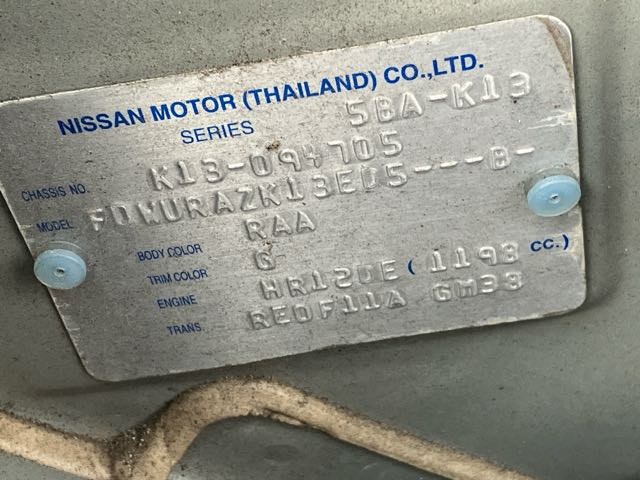 NISSAN MOTOR (THAILAND) CO.,LTD.
SERIES 5BA-K13
CHASSIS NO. K13-094705
MODEL FDWURAZK13EDS---B-
BODY COLOR RAA
TRIM COLOR G
ENGINE HR12DE (1198 CC.)
TRANS. RE0F11A GM38